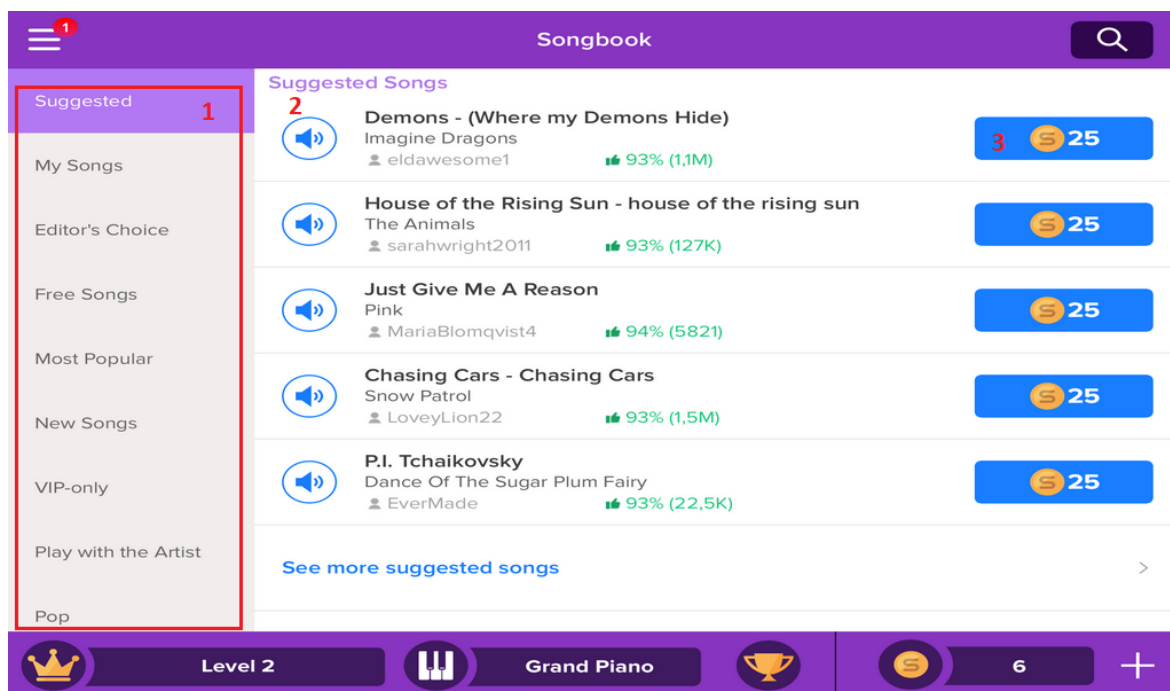 1
Songbook
Suggested
1
My Songs
Editor's Choice
Free Songs
Most Popular
New Songs
VIP-only
Play with the Artist
Pop
Suggested Songs
2
Demons - (Where my Demons Hide)
Imagine Dragons
eldawesome1 93% (1,1M)
3 S 25
House of the Rising Sun - house of the rising sun
The Animals
sarahwright2011 93% (127K)
S 25
Just Give Me A Reason
Pink
MariaBlomqvist4 94% (5821)
S 25
Chasing Cars - Chasing Cars
Snow Patrol
LoveyLion22 93% (1,5M)
S 25
P.I. Tchaikovsky
Dance Of The Sugar Plum Fairy
EverMade 93% (22,5K)
S 25
See more suggested songs >
Level 2 Grand Piano S 6 +